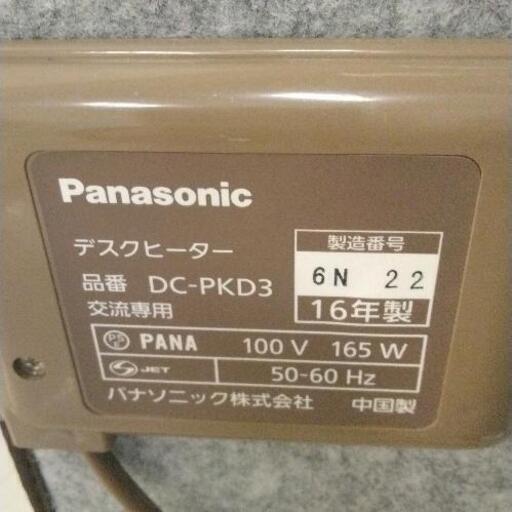 Panasonic
デスクヒーター
品番 DC-PKD3
交流専用
製造番号
6N 22
16年製
PS E PANA 100 V 165 W
JET 50-60 Hz
パナソニック株式会社 中国製